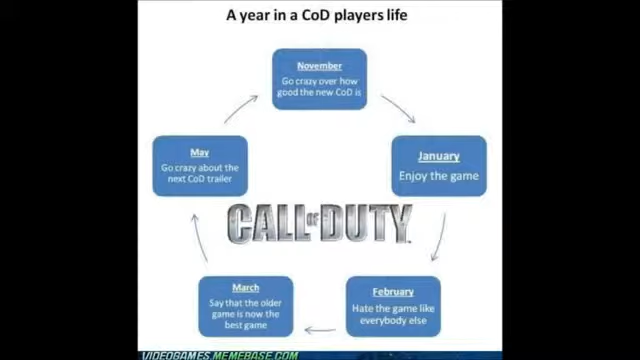 A year in a CoD players life
November
Go crazy over how
good the new CoD is
January
Enjoy the game
February
Hate the game like
everybody else
March
Say that the older
game is now the
best game
May
Go crazy about the
next CoD trailer
CALL OF DUTY
VIDEOGAMES.MEMEBASE.COM